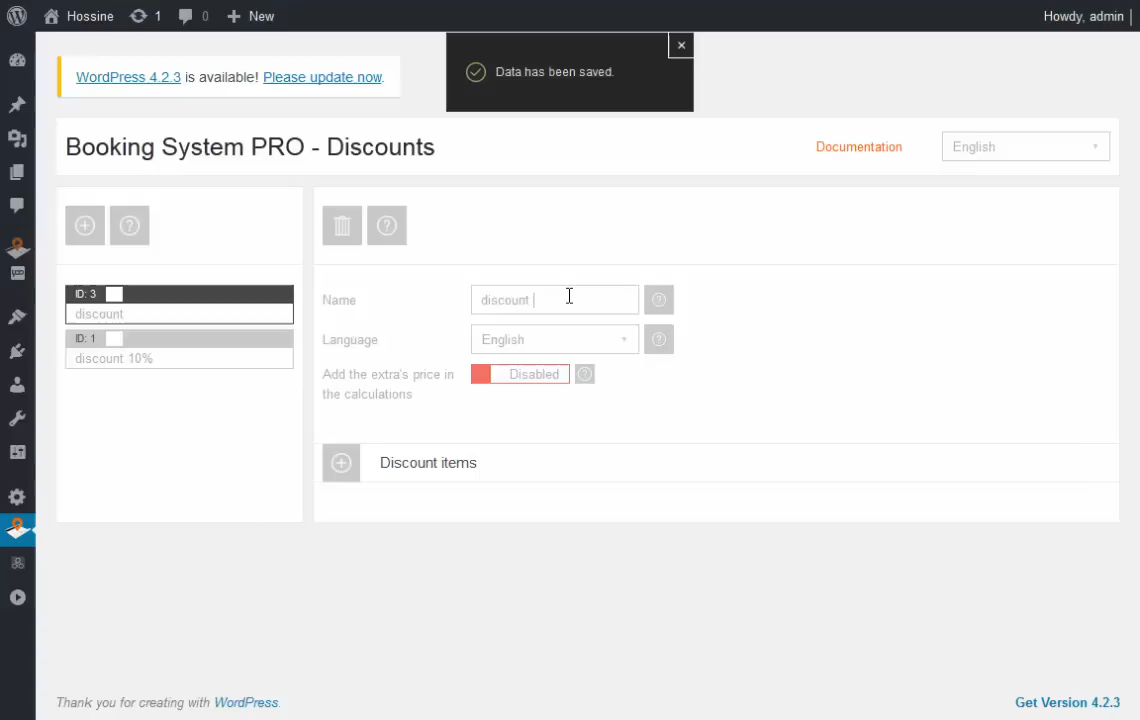 Hossine 1 0 New Howdy, admin
WordPress 4.2.3 is available! Please update now.
Data has been saved.
Booking System PRO - Discounts
Documentation
English
ID: 3
discount
ID: 1
discount 10%
Name
discount
Language
English
Add the extra's price in
the calculations
Disabled
Discount items
Thank you for creating with WordPress.
Get Version 4.2.3